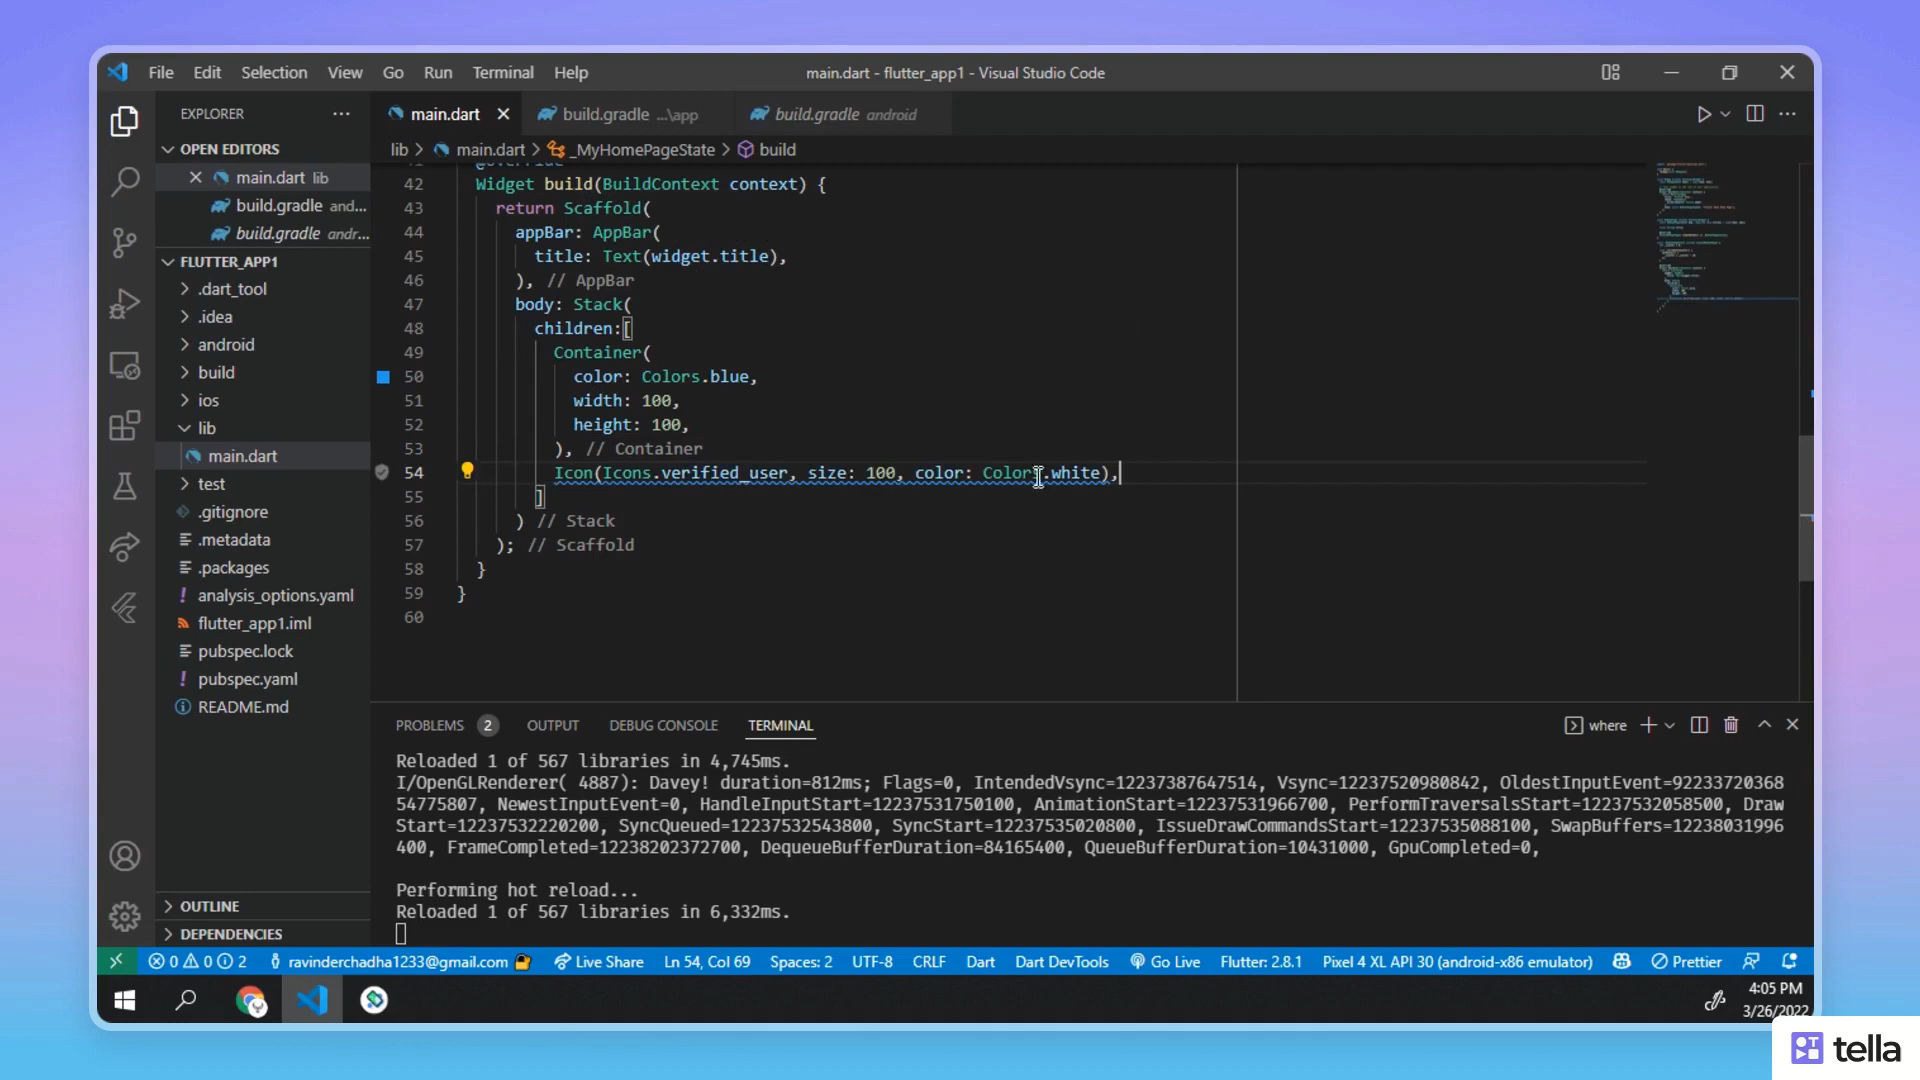 File Edit Selection View Go Run Terminal Help
main.dart - flutter_app1 - Visual Studio Code
EXPLORER
main.dart
build.gradle ...\app
build.gradle android
OPEN EDITORS
lib > main.dart > _MyHomePageState > build
main.dart lib
build.gradle and...
build.gradle andr...
FLUTTER_APP1
.dart_tool
.idea
android
build
ios
lib
main.dart
test
.gitignore
.metadata
.packages
analysis_options.yaml
flutter_app1.iml
pubspec.lock
pubspec.yaml
README.md
OUTLINE
DEPENDENCIES
42 Widget build(BuildContext context) {
43 return Scaffold(
44 appBar: AppBar(
45 title: Text(widget.title),
46 ), // AppBar
47 body: Stack(
48 children:[
49 Container(
50 color: Colors.blue,
51 width: 100,
52 height: 100,
53 ), // Container
54 Icon(Icons.verified_user, size: 100, color: Colors.white),
55 ]
56 ) // Stack
57 ); // Scaffold
58 }
59 }
60
PROBLEMS 2 OUTPUT DEBUG CONSOLE TERMINAL
where
Reloaded 1 of 567 libraries in 4,745ms.
I/OpenGLRenderer( 4887): Davey! duration=812ms; Flags=0, IntendedVsync=12237387647514, Vsync=12237520980842, OldestInputEvent=92233720368
54775807, NewestInputEvent=0, HandleInputStart=12237531750100, AnimationStart=12237531966700, PerformTraversalsStart=12237532058500, Draw
Start=12237532220200, SyncQueued=12237532543800, SyncStart=12237535020800, IssueDrawCommandsStart=12237535088100, SwapBuffers=12238031996
400, FrameCompleted=12238202372700, DequeueBufferDuration=84165400, QueueBufferDuration=10431000, GpuCompleted=0,
Performing hot reload...
Reloaded 1 of 567 libraries in 6,332ms.
0 0 2 ravinderchadha1233@gmail.com Live Share Ln 54, Col 69 Spaces: 2 UTF-8 CRLF Dart Dart DevTools Go Live Flutter: 2.8.1 Pixel 4 XL API 30 (android-x86 emulator) Prettier
4:05 PM
3/26/2022
tella